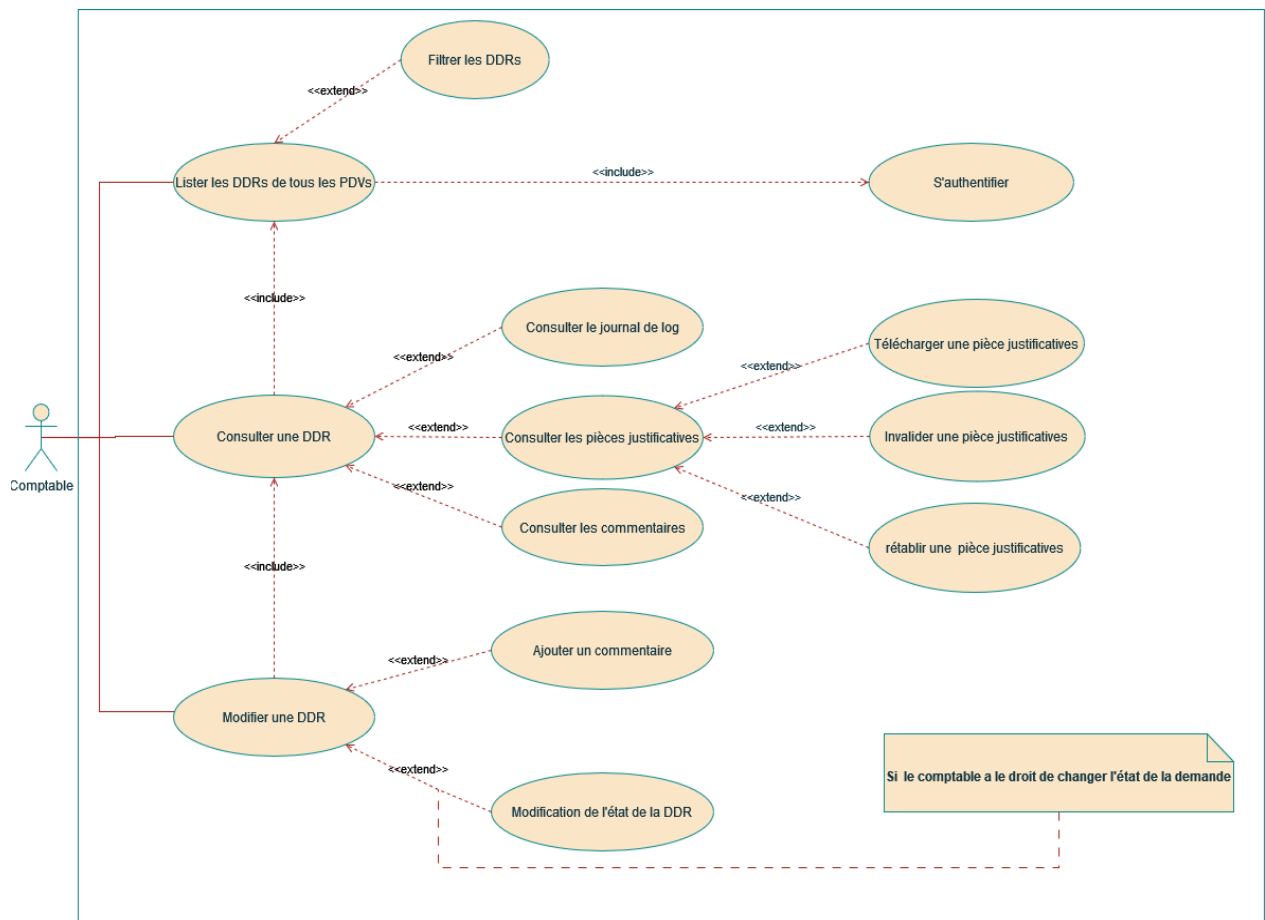 Filtrer les DDRs
<<extend>>
Lister les DDRs de tous les PDVs
<<include>>
S'authentifier
<<include>>
Consulter le journal de log
<<extend>>
Télécharger une pièce justificatives
<<extend>>
Comptable
Consulter une DDR
<<extend>>
Consulter les pièces justificatives
<<extend>>
Invalider une pièce justificatives
<<extend>>
Consulter les commentaires
<<extend>>
rétablir une pièce justificatives
<<include>>
Ajouter un commentaire
<<extend>>
Modifier une DDR
<<extend>>
Modification de l'état de la DDR
Si le comptable a le droit de changer l'état de la demande